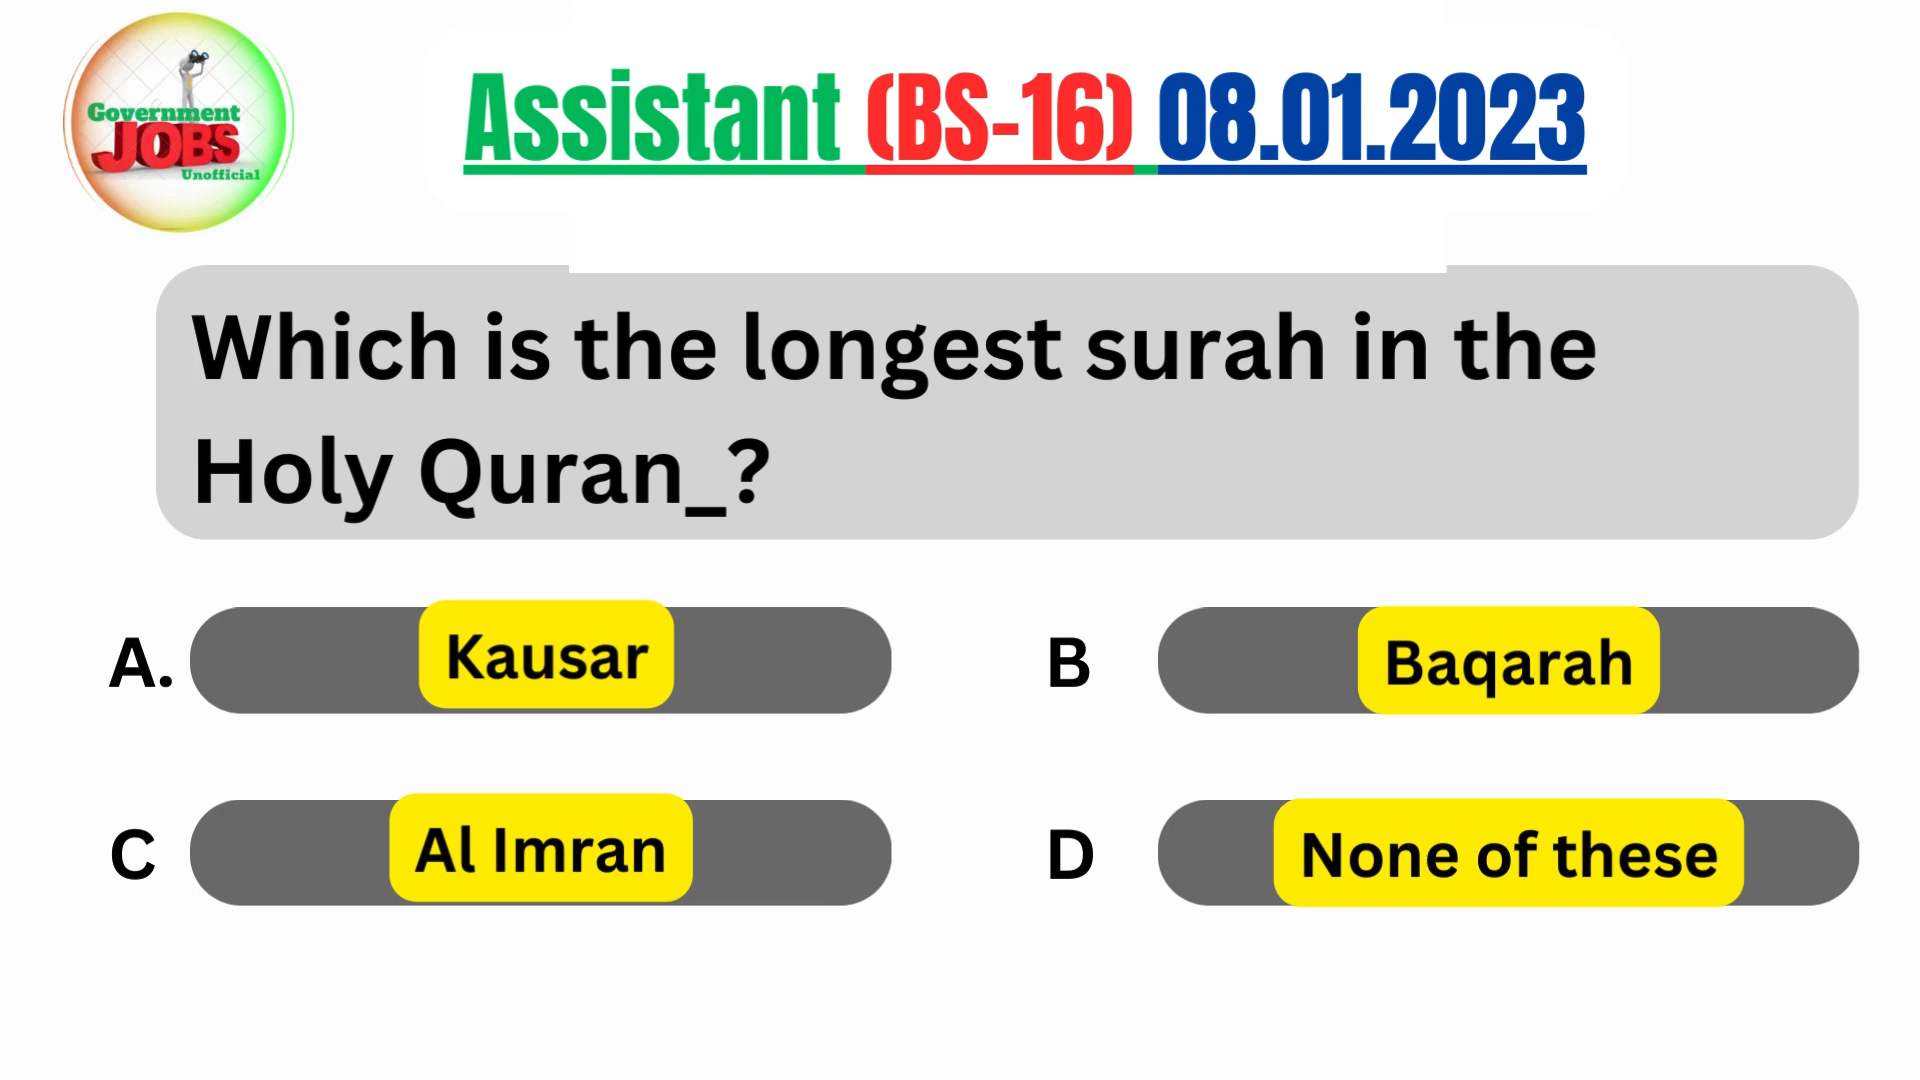 Government
JOBS
Unofficial
Assistant (BS-16) 08.01.2023
Which is the longest surah in the
Holy Quran_?
A. Kausar
B Baqarah
C Al Imran
D None of these